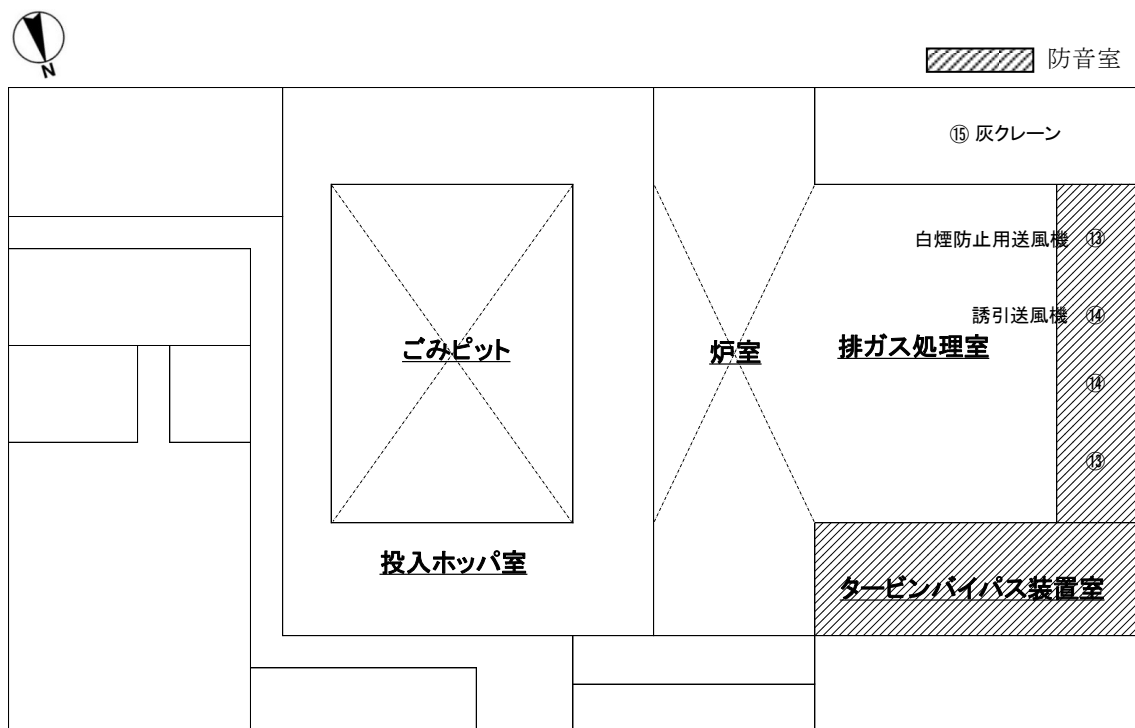 N
防音室
⑮ 灰クレーン
白煙防止用送風機 ⑬
誘引送風機 ⑭
ごみピット
炉室
排ガス処理室
⑭
⑬
投入ホッパ室
タービンバイパス装置室